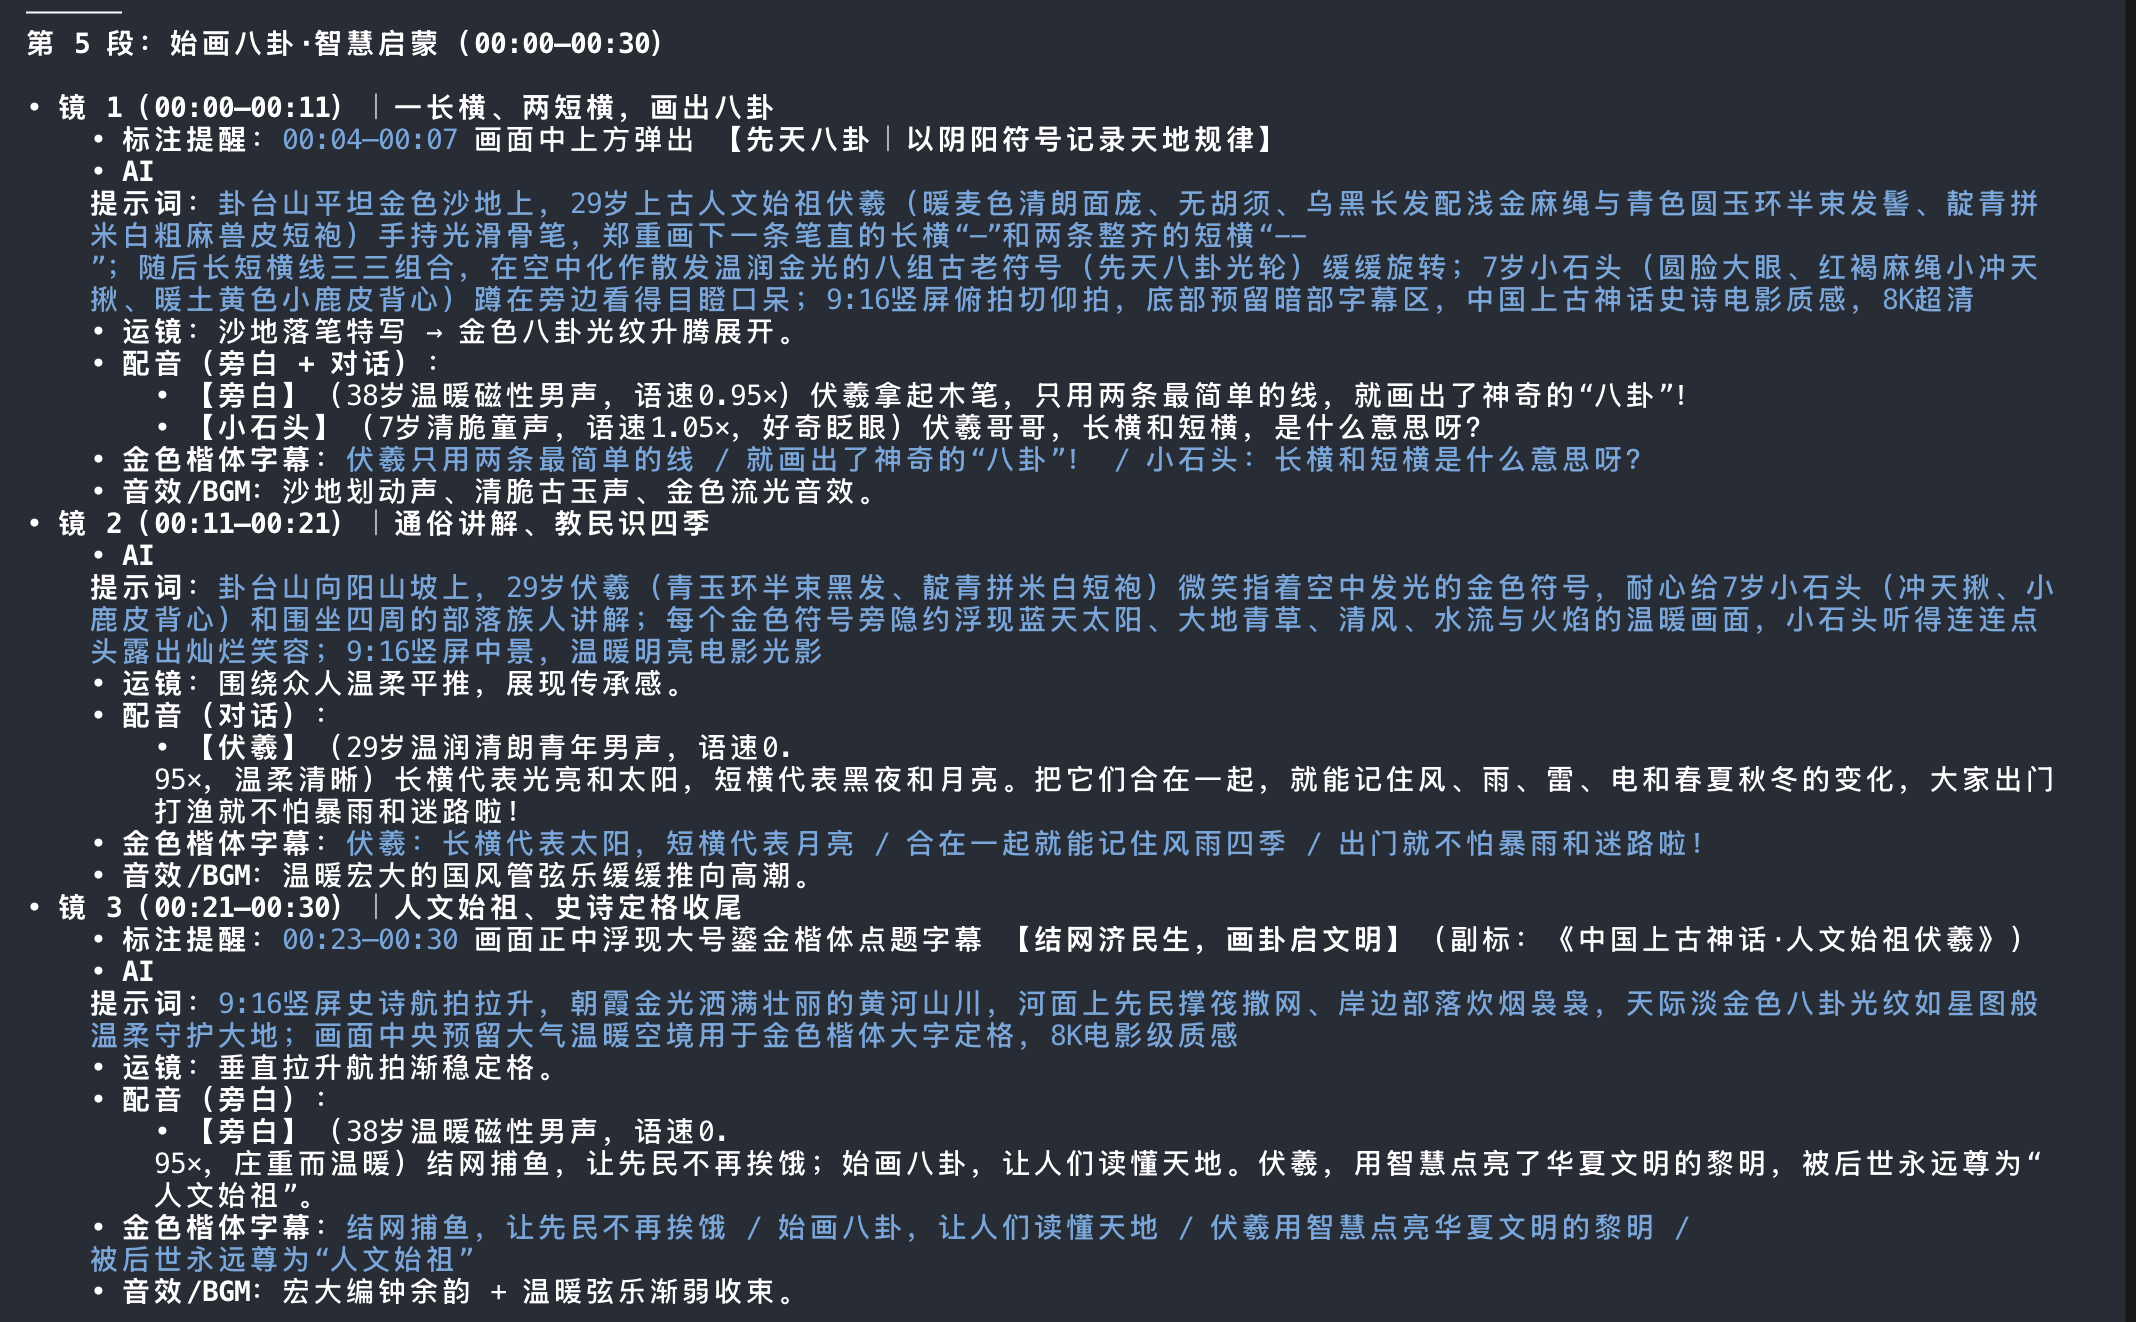 第 5 段：始画八卦·智慧启蒙（00:00—00:30）
• 镜 1（00:00—00:11）｜一长横、两短横，画出八卦
• 标注提醒：00:04—00:07 画面中上方弹出 【先天八卦｜以阴阳符号记录天地规律】
• AI
提示词：卦台山平坦金色沙地上，29岁上古人文始祖伏羲（暖麦色清朗面庞、无胡须、乌黑长发配浅金麻绳与青色圆玉环半束发髻、靛青拼
米白粗麻兽皮短袍）手持光滑骨笔，郑重画下一条笔直的长横“—”和两条整齐的短横“——
”；随后长短横线三三组合，在空中化作散发温润金光的八组古老符号（先天八卦光轮）缓缓旋转；7岁小石头（圆脸大眼、红褐麻绳小冲天
揪、暖土黄色小鹿皮背心）蹲在旁边看得目瞪口呆；9:16竖屏俯拍切仰拍，底部预留暗部字幕区，中国上古神话史诗电影质感，8K超清
• 运镜：沙地落笔特写 → 金色八卦光纹升腾展开。
• 配音（旁白 + 对话）：
• 【旁白】（38岁温暖磁性男声，语速0.95×）伏羲拿起木笔，只用两条最简单的线，就画出了神奇的“八卦”！
• 【小石头】（7岁清脆童声，语速1.05×，好奇眨眼）伏羲哥哥，长横和短横，是什么意思呀？
• 金色楷体字幕：伏羲只用两条最简单的线 / 就画出了神奇的“八卦”！ / 小石头：长横和短横是什么意思呀？
• 音效/BGM：沙地划动声、清脆古玉声、金色流光音效。
• 镜 2（00:11—00:21）｜通俗讲解、教民识四季
• AI
提示词：卦台山向阳山坡上，29岁伏羲（青玉环半束黑发、靛青拼米白短袍）微笑指着空中发光的金色符号，耐心给7岁小石头（冲天揪、小
鹿皮背心）和围坐四周的部落族人讲解；每个金色符号旁隐约浮现蓝天太阳、大地青草、清风、水流与火焰的温暖画面，小石头听得连连点
头露出灿烂笑容；9:16竖屏中景，温暖明亮电影光影
• 运镜：围绕众人温柔平推，展现传承感。
• 配音（对话）：
• 【伏羲】（29岁温润清朗青年男声，语速0.
95×，温柔清晰）长横代表光亮和太阳，短横代表黑夜和月亮。把它们合在一起，就能记住风、雨、雷、电和春夏秋冬的变化，大家出门
打渔就不怕暴雨和迷路啦！
• 金色楷体字幕：伏羲：长横代表太阳，短横代表月亮 / 合在一起就能记住风雨四季 / 出门就不怕暴雨和迷路啦！
• 音效/BGM：温暖宏大的国风管弦乐缓缓推向高潮。
• 镜 3（00:21—00:30）｜人文始祖、史诗定格收尾
• 标注提醒：00:23—00:30 画面正中浮现大号鎏金楷体点题字幕 【结网济民生，画卦启文明】（副标：《中国上古神话·人文始祖伏羲》）
• AI
提示词：9:16竖屏史诗航拍拉升，朝霞金光洒满壮丽的黄河山川，河面上先民撑筏撒网、岸边部落炊烟袅袅，天际淡金色八卦光纹如星图般
温柔守护大地；画面中央预留大气温暖空境用于金色楷体大字定格，8K电影级质感
• 运镜：垂直拉升航拍渐稳定格。
• 配音（旁白）：
• 【旁白】（38岁温暖磁性男声，语速0.
95×，庄重而温暖）结网捕鱼，让先民不再挨饿；始画八卦，让人们读懂天地。伏羲，用智慧点亮了华夏文明的黎明，被后世永远尊为“
人文始祖”。
• 金色楷体字幕：结网捕鱼，让先民不再挨饿 / 始画八卦，让人们读懂天地 / 伏羲用智慧点亮华夏文明的黎明 /
被后世永远尊为“人文始祖”
• 音效/BGM：宏大编钟余韵 + 温暖弦乐渐弱收束。